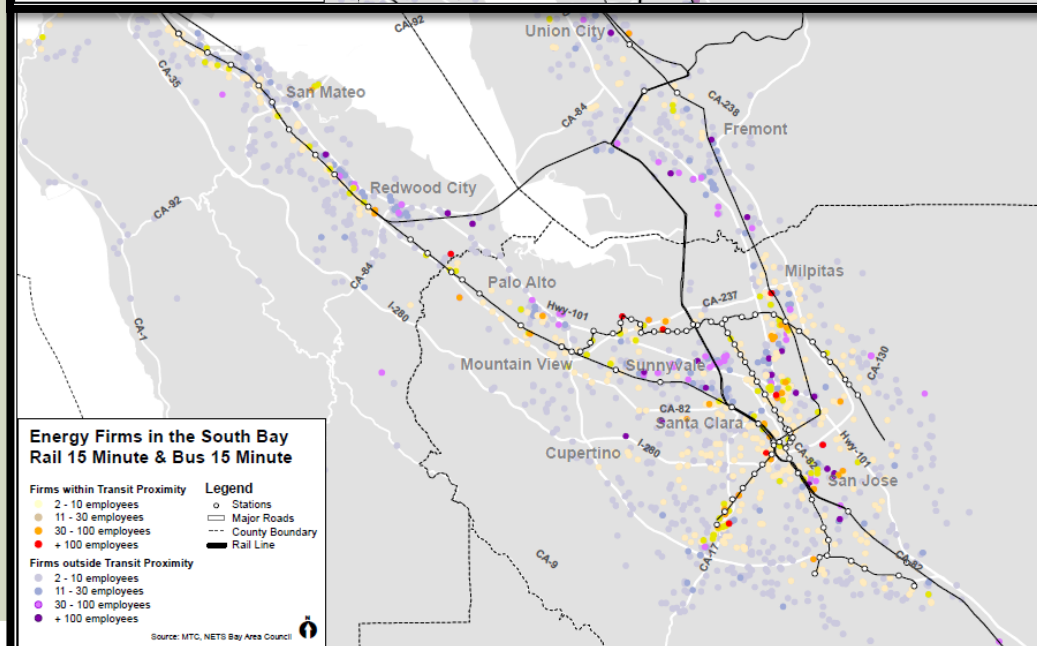 CA-92
Union City
CA-35
San Mateo
CA-84
CA-238
Fremont
Redwood City
CA-92
CA-84
Palo Alto
Milpitas
CA-237
I-280
Hwy-101
CA-1
CA-130
Mountain View
Sunnyvale
CA-82
Santa Clara
Cupertino
I-280
CA-82
Hwy-101
San Jose
CA-17
CA-9
CA-82
Energy Firms in the South Bay
Rail 15 Minute & Bus 15 Minute
Firms within Transit Proximity
2 - 10 employees
11 - 30 employees
30 - 100 employees
+ 100 employees
Firms outside Transit Proximity
2 - 10 employees
11 - 30 employees
30 - 100 employees
+ 100 employees
Legend
Stations
Major Roads
County Boundary
Rail Line
N
Source: MTC, NETS Bay Area Council